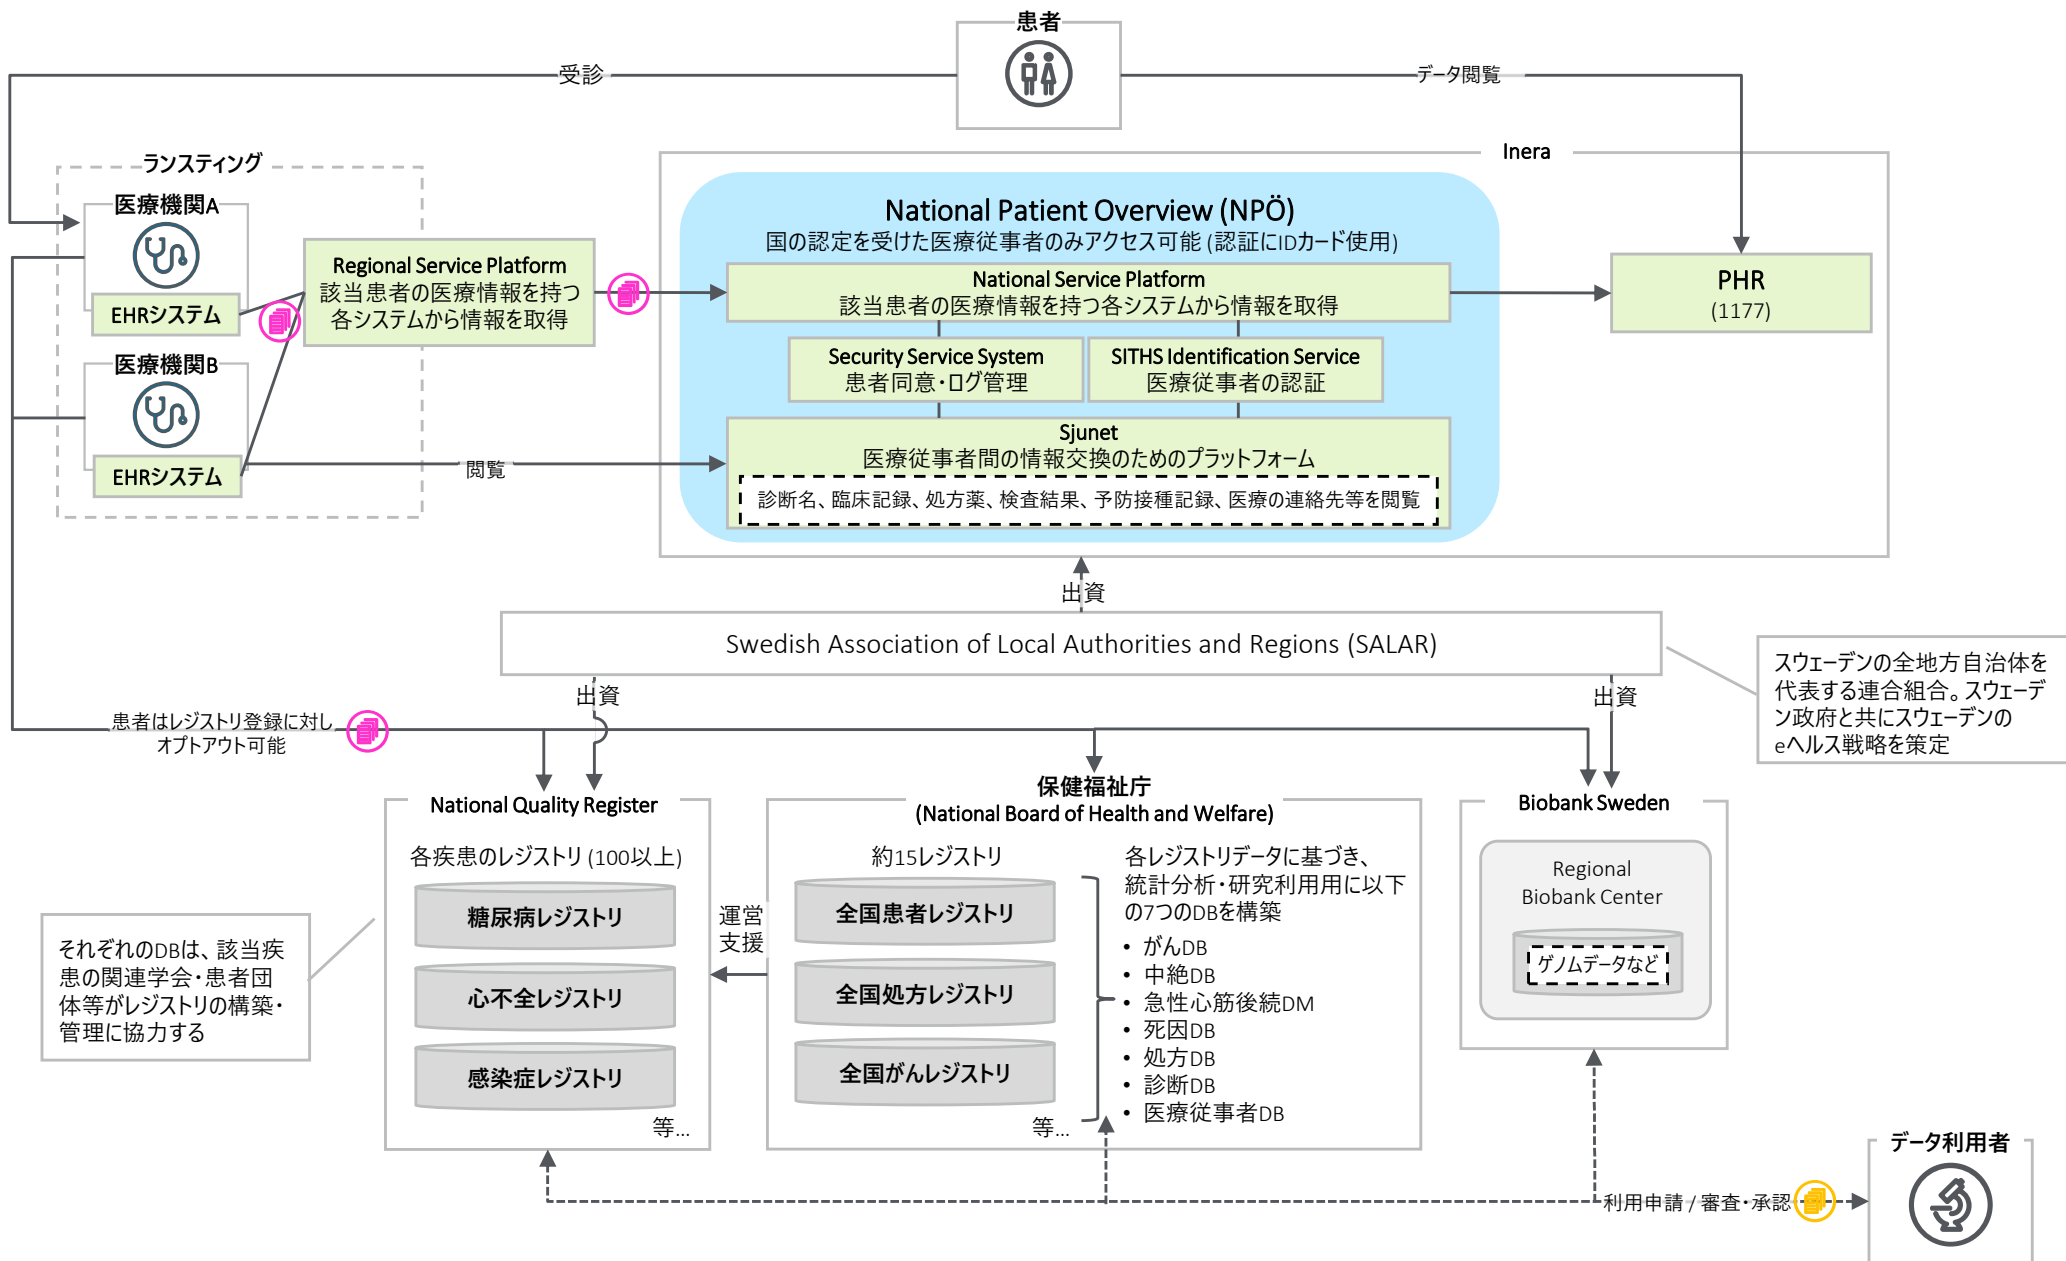 患者
受診
データ閲覧
ランスティング
医療機関A
EHRシステム
医療機関B
EHRシステム
Regional Service Platform
該当患者の医療情報を持つ
各システムから情報を取得
Inera
National Patient Overview (NPÖ)
国の認定を受けた医療従事者のみアクセス可能 (認証にIDカード使用)
National Service Platform
該当患者の医療情報を持つ各システムから情報を取得
Security Service System
患者同意・ログ管理
SITHS Identification Service
医療従事者の認証
Sjunet
医療従事者間の情報交換のためのプラットフォーム
診断名、臨床記録、処方薬、検査結果、予防接種記録、医療の連絡先等を閲覧
閲覧
PHR
(1177)
出資
Swedish Association of Local Authorities and Regions (SALAR)
スウェーデンの全地方自治体を
代表する連合組合。スウェーデ
ン政府と共にスウェーデンの
eヘルス戦略を策定
出資
出資
患者はレジストリ登録に対し
オプトアウト可能
National Quality Register
各疾患のレジストリ (100以上)
糖尿病レジストリ
心不全レジストリ
感染症レジストリ
等...
それぞれのDBは、該当疾
患の関連学会・患者団
体等がレジストリの構築・
管理に協力する
運営
支援
保健福祉庁
(National Board of Health and Welfare)
約15レジストリ
全国患者レジストリ
全国処方レジストリ
全国がんレジストリ
等...
各レジストリデータに基づき、
統計分析・研究利用用に以下
の7つのDBを構築
• がんDB
• 中絶DB
• 急性心筋後続DM
• 死因DB
• 処方DB
• 診断DB
• 医療従事者DB
Biobank Sweden
Regional
Biobank Center
ゲノムデータなど
利用申請 / 審査・承認
データ利用者